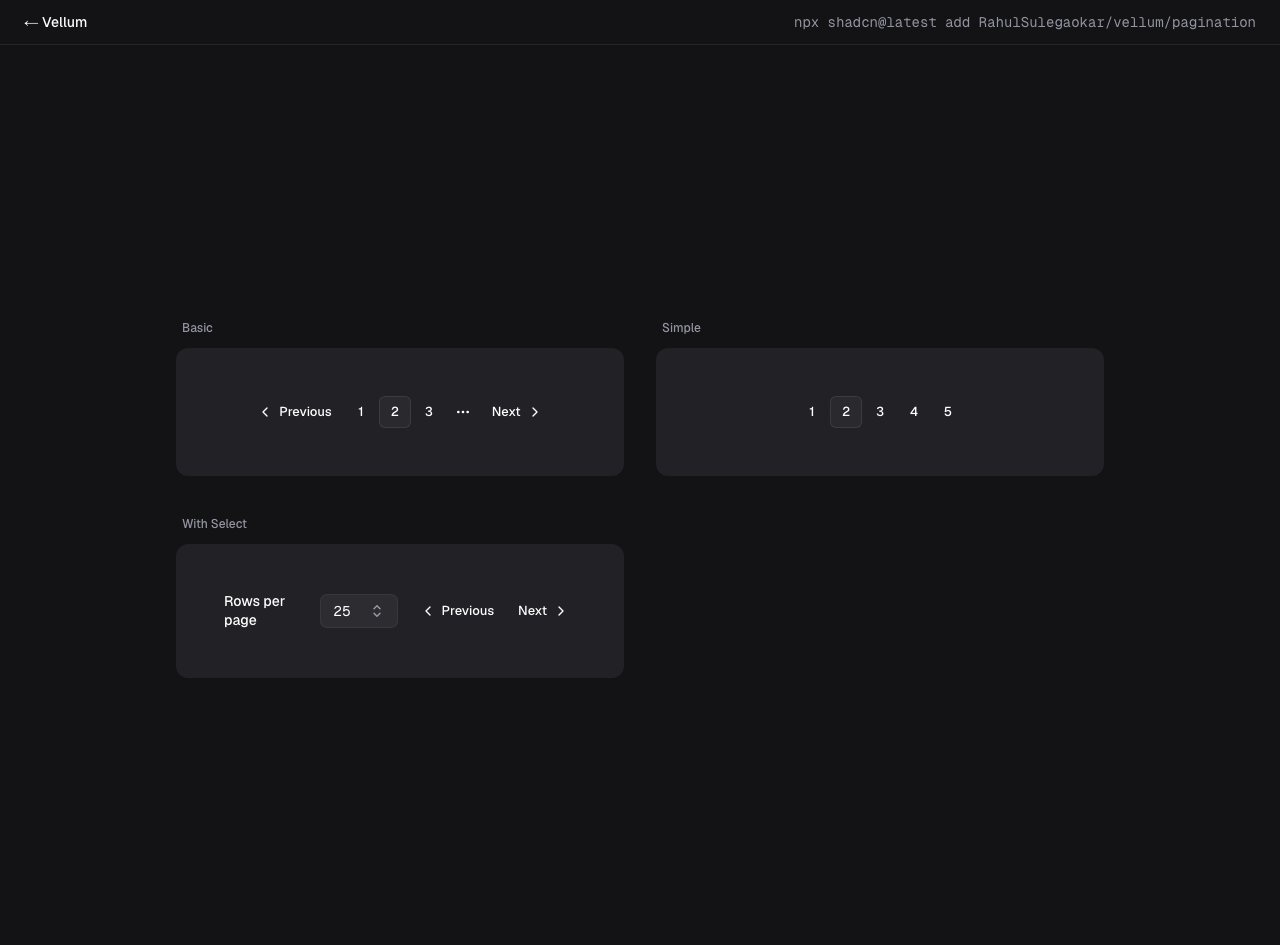 ← Vellum
npx shadcn@latest add RahulSulegaokar/vellum/pagination
Basic
Previous 1 2 3 ... Next
Simple
1 2 3 4 5
With Select
Rows per
page
25
Previous Next